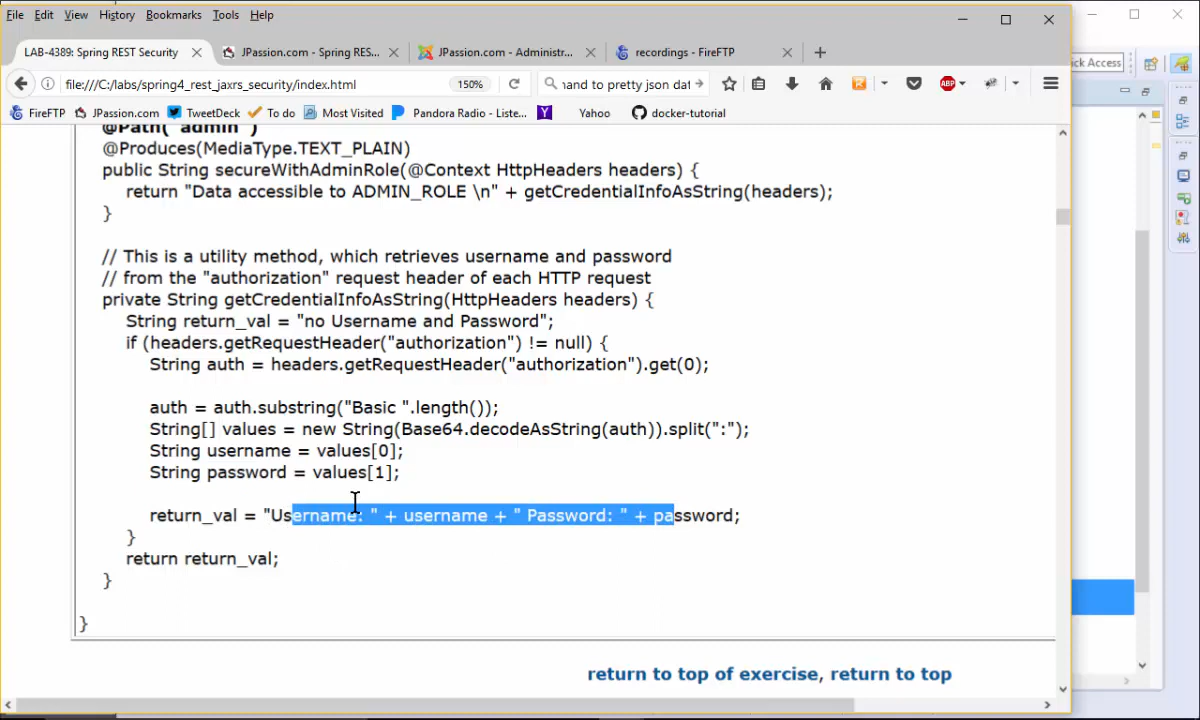 File Edit View History Bookmarks Tools Help
LAB-4389: Spring REST Security JPassion.com - Spring RES... JPassion.com - Administr... recordings - FireFTP
file:///C:/labs/spring4_rest_jaxrs_security/index.html 150% and to pretty json dat ABP
FireFTP JPassion.com TweetDeck To do Most Visited Pandora Radio - Liste... Yahoo docker-tutorial
ick Access
@Path("admin")
@Produces(MediaType.TEXT_PLAIN)
public String secureWithAdminRole(@Context HttpHeaders headers) {
return "Data accessible to ADMIN_ROLE \n" + getCredentialInfoAsString(headers);
}
// This is a utility method, which retrieves username and password
// from the "authorization" request header of each HTTP request
private String getCredentialInfoAsString(HttpHeaders headers) {
String return_val = "no Username and Password";
if (headers.getRequestHeader("authorization") != null) {
String auth = headers.getRequestHeader("authorization").get(0);
auth = auth.substring("Basic ".length());
String[] values = new String(Base64.decodeAsString(auth)).split(":");
String username = values[0];
String password = values[1];
return_val = "Username: " + username + " Password: " + password;
}
return return_val;
}
}
return to top of exercise, return to top